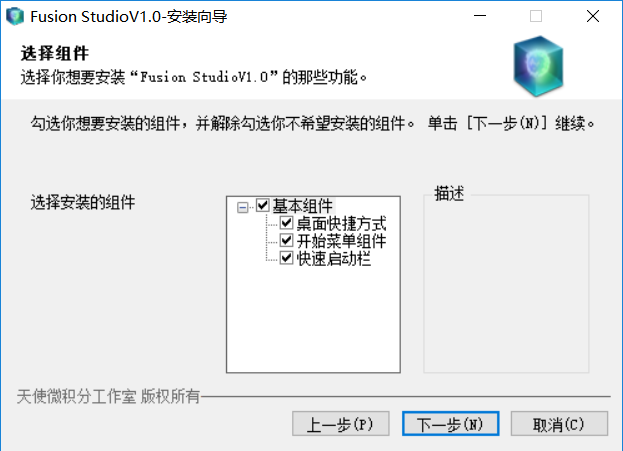 Fusion StudioV1.0-安装向导
选择组件
选择你想要安装“Fusion StudioV1.0”的那些功能。
勾选你想要安装的组件，并解除勾选你不希望安装的组件。 单击 [下一步(N)] 继续。
选择安装的组件
基本组件
桌面快捷方式
开始菜单组件
快速启动栏
描述
天使微积分工作室 版权所有
上一步(P)
下一步(N)
取消(C)